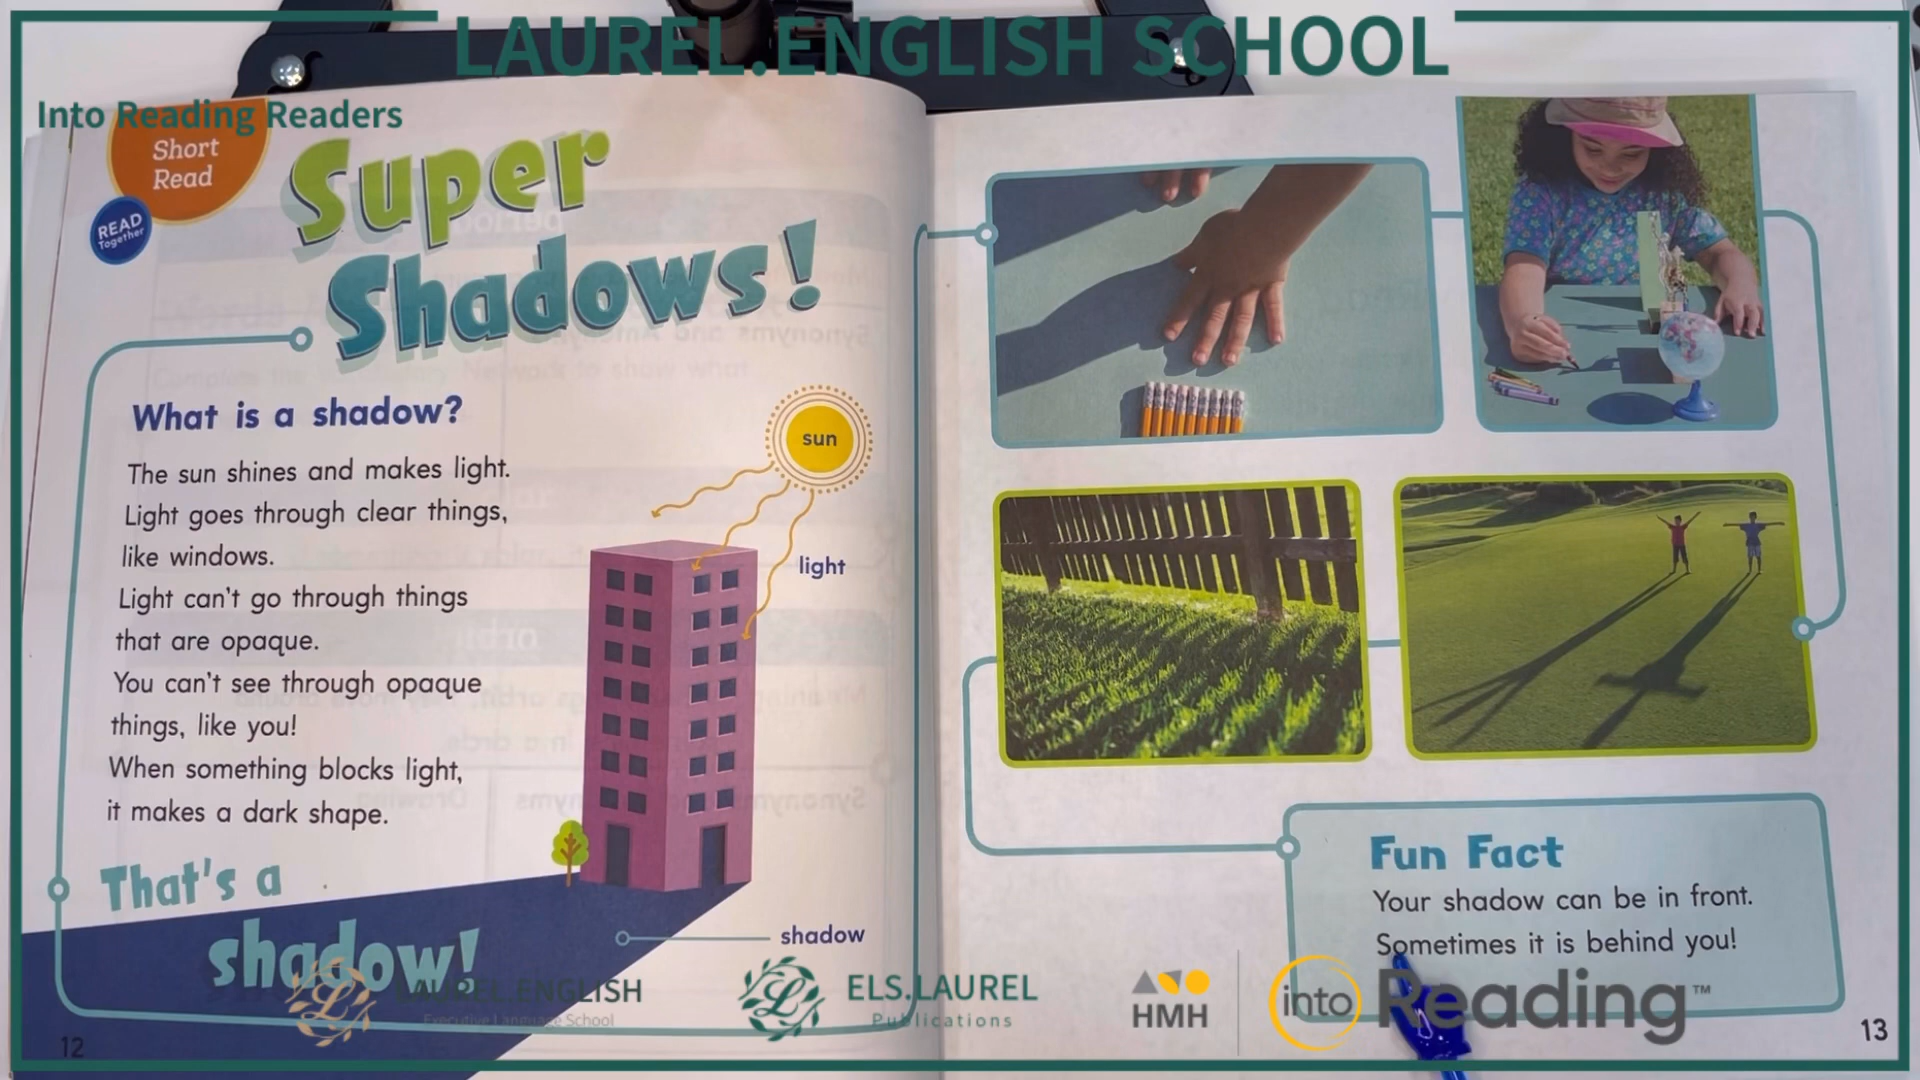 LAUREL.ENGLISH SCHOOL
Into Reading Readers
Short
Read
READ
Together
Super
Shadows!
What is a shadow?
The sun shines and makes light.
Light goes through clear things,
like windows.
Light can't go through things
that are opaque.
You can't see through opaque
things, like you!
When something blocks light,
it makes a dark shape.
That's a
shadow!
sun
light
shadow
12
Fun Fact
Your shadow can be in front.
Sometimes it is behind you!
13
LAUREL.ENGLISH
Executive Language School
ELS.LAUREL
Publications
HMH
into Reading™